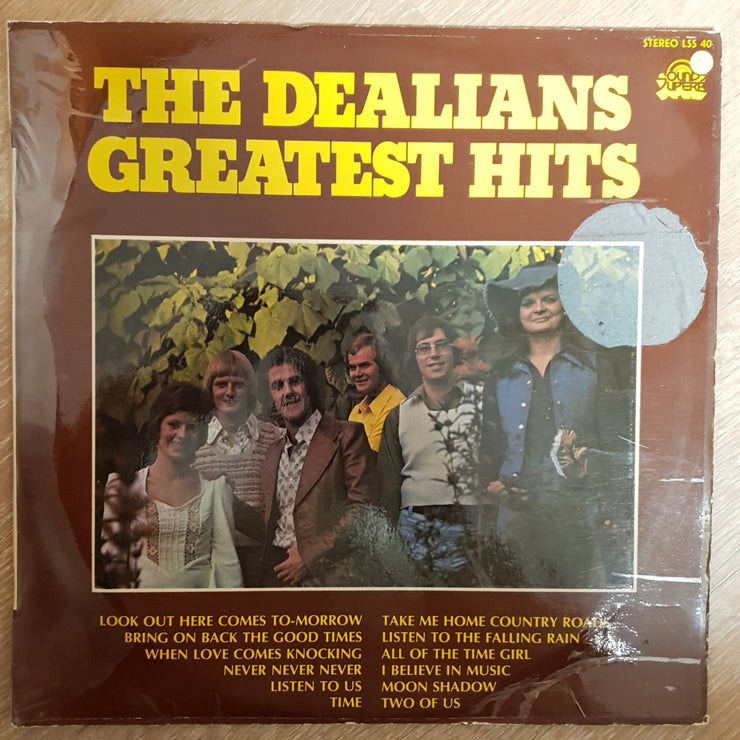 STEREO LSS 40
SOUNDS
SUPERB
THE DEALIANS
GREATEST HITS
LOOK OUT HERE COMES TO-MORROW
BRING ON BACK THE GOOD TIMES
WHEN LOVE COMES KNOCKING
NEVER NEVER NEVER
LISTEN TO US
TIME
TAKE ME HOME COUNTRY ROADS
LISTEN TO THE FALLING RAIN
ALL OF THE TIME GIRL
I BELIEVE IN MUSIC
MOON SHADOW
TWO OF US